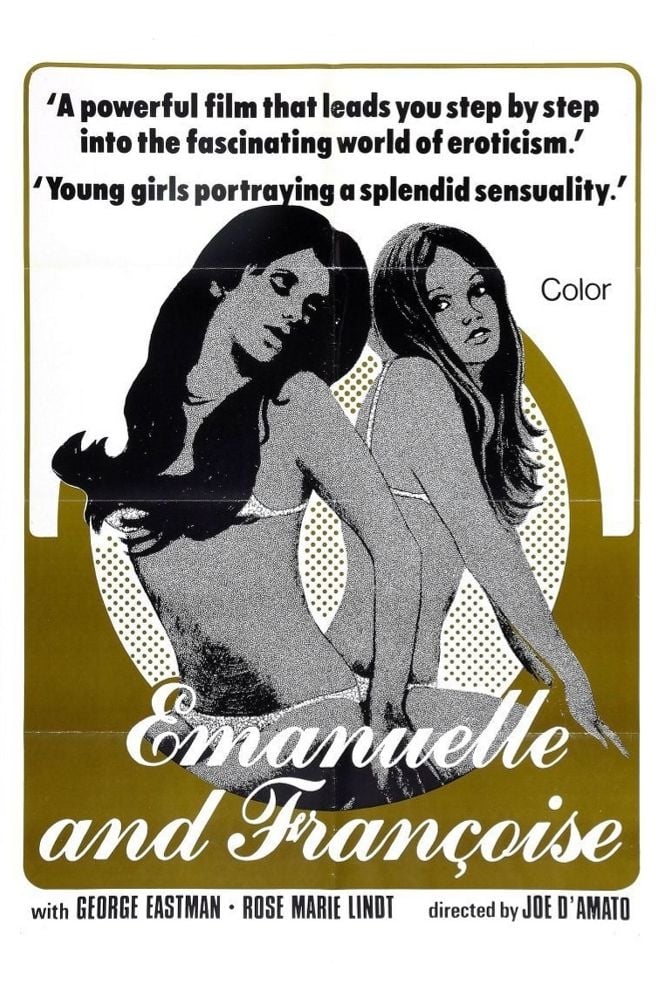 ‘A powerful film that leads you step by step
into the fascinating world of eroticism.’
‘Young girls portraying a splendid sensuality.’
Color
Emanuelle
and Françoise
with GEORGE EASTMAN · ROSE MARIE LINDT directed by JOE D’AMATO